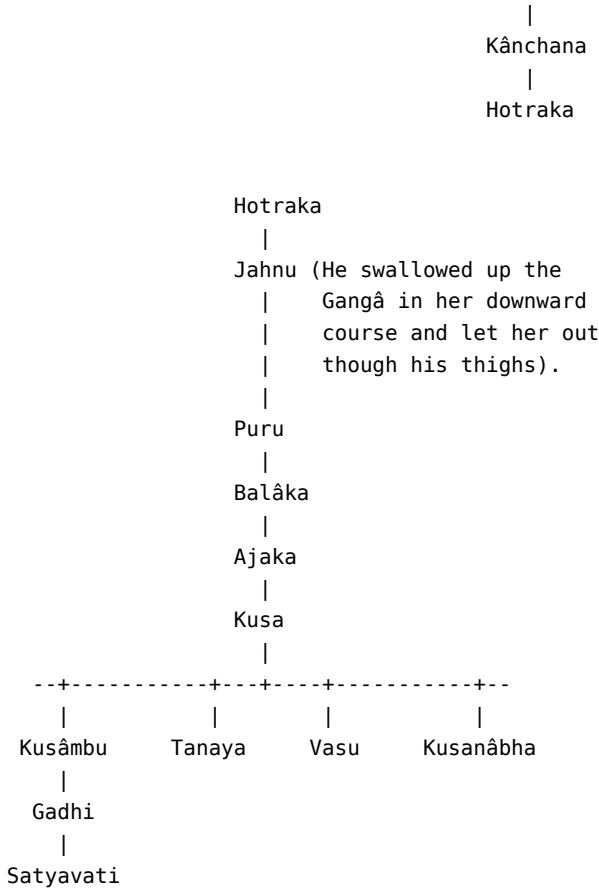 |
Kânchana
|
Hotraka
Hotraka
|
Jahnu (He swallowed up the
|     Gangâ in her downward
|     course and let her out
|     though his thighs).
|
Puru
|
Balâka
|
Ajaka
|
Kusa
|
--+-----------+---+----+-----------+--
|           |        |           |
Kusâmbu     Tanaya     Vasu     Kusanâbha
|
Gadhi
|
Satyavati